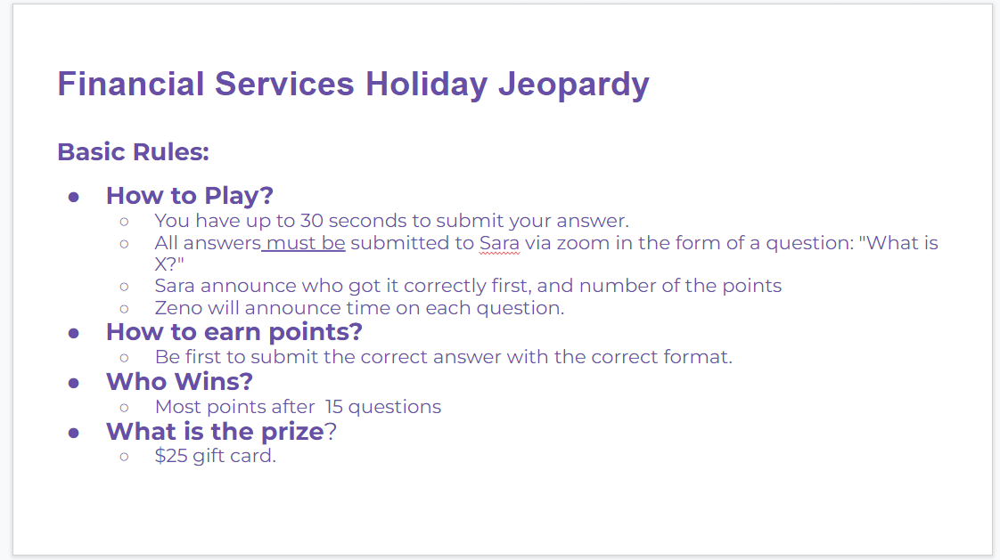 Financial Services Holiday Jeopardy
Basic Rules:
● How to Play?
○ You have up to 30 seconds to submit your answer.
○ All answers must be submitted to Sara via zoom in the form of a question: "What is
X?"
○ Sara announce who got it correctly first, and number of the points
○ Zeno will announce time on each question.
● How to earn points?
○ Be first to submit the correct answer with the correct format.
● Who Wins?
○ Most points after  15 questions
● What is the prize?
○ $25 gift card.